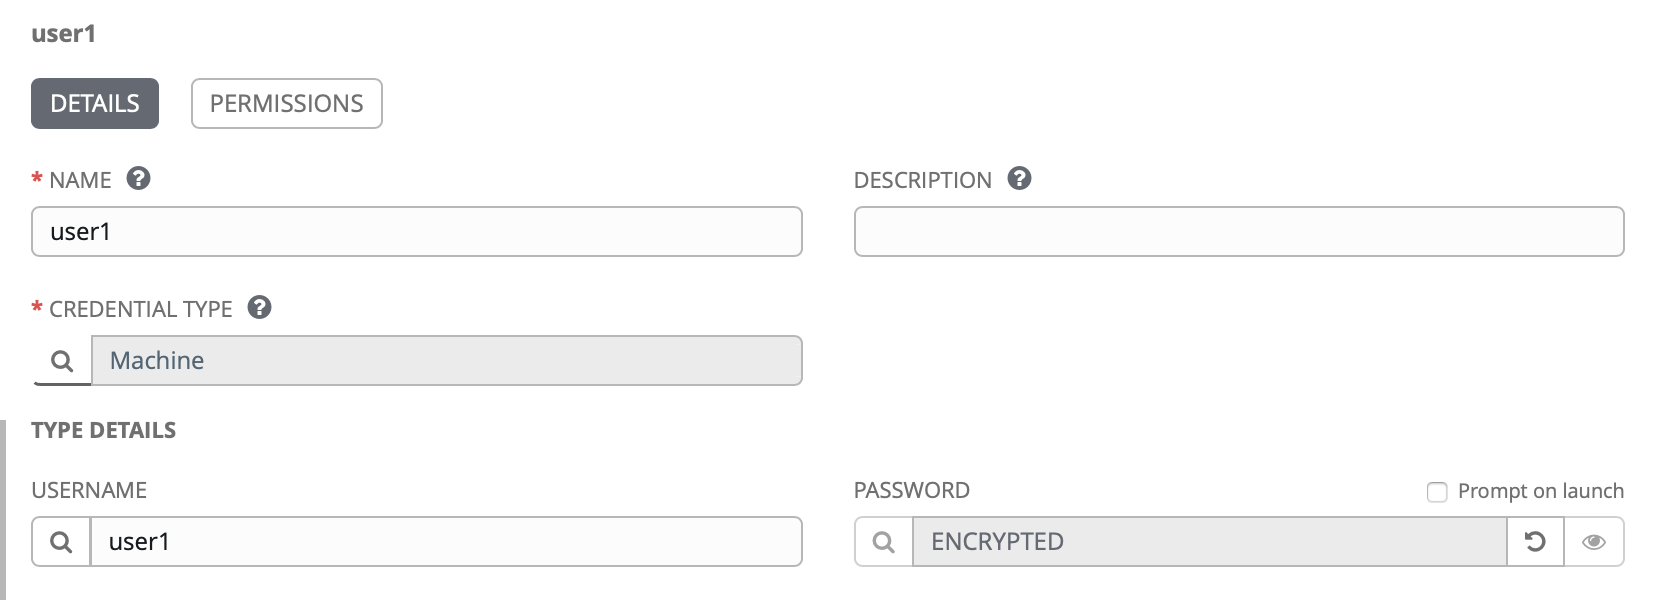 user1
DETAILS PERMISSIONS
* NAME ?
DESCRIPTION ?
user1
* CREDENTIAL TYPE ?
Machine
TYPE DETAILS
USERNAME
PASSWORD Prompt on launch
user1
ENCRYPTED